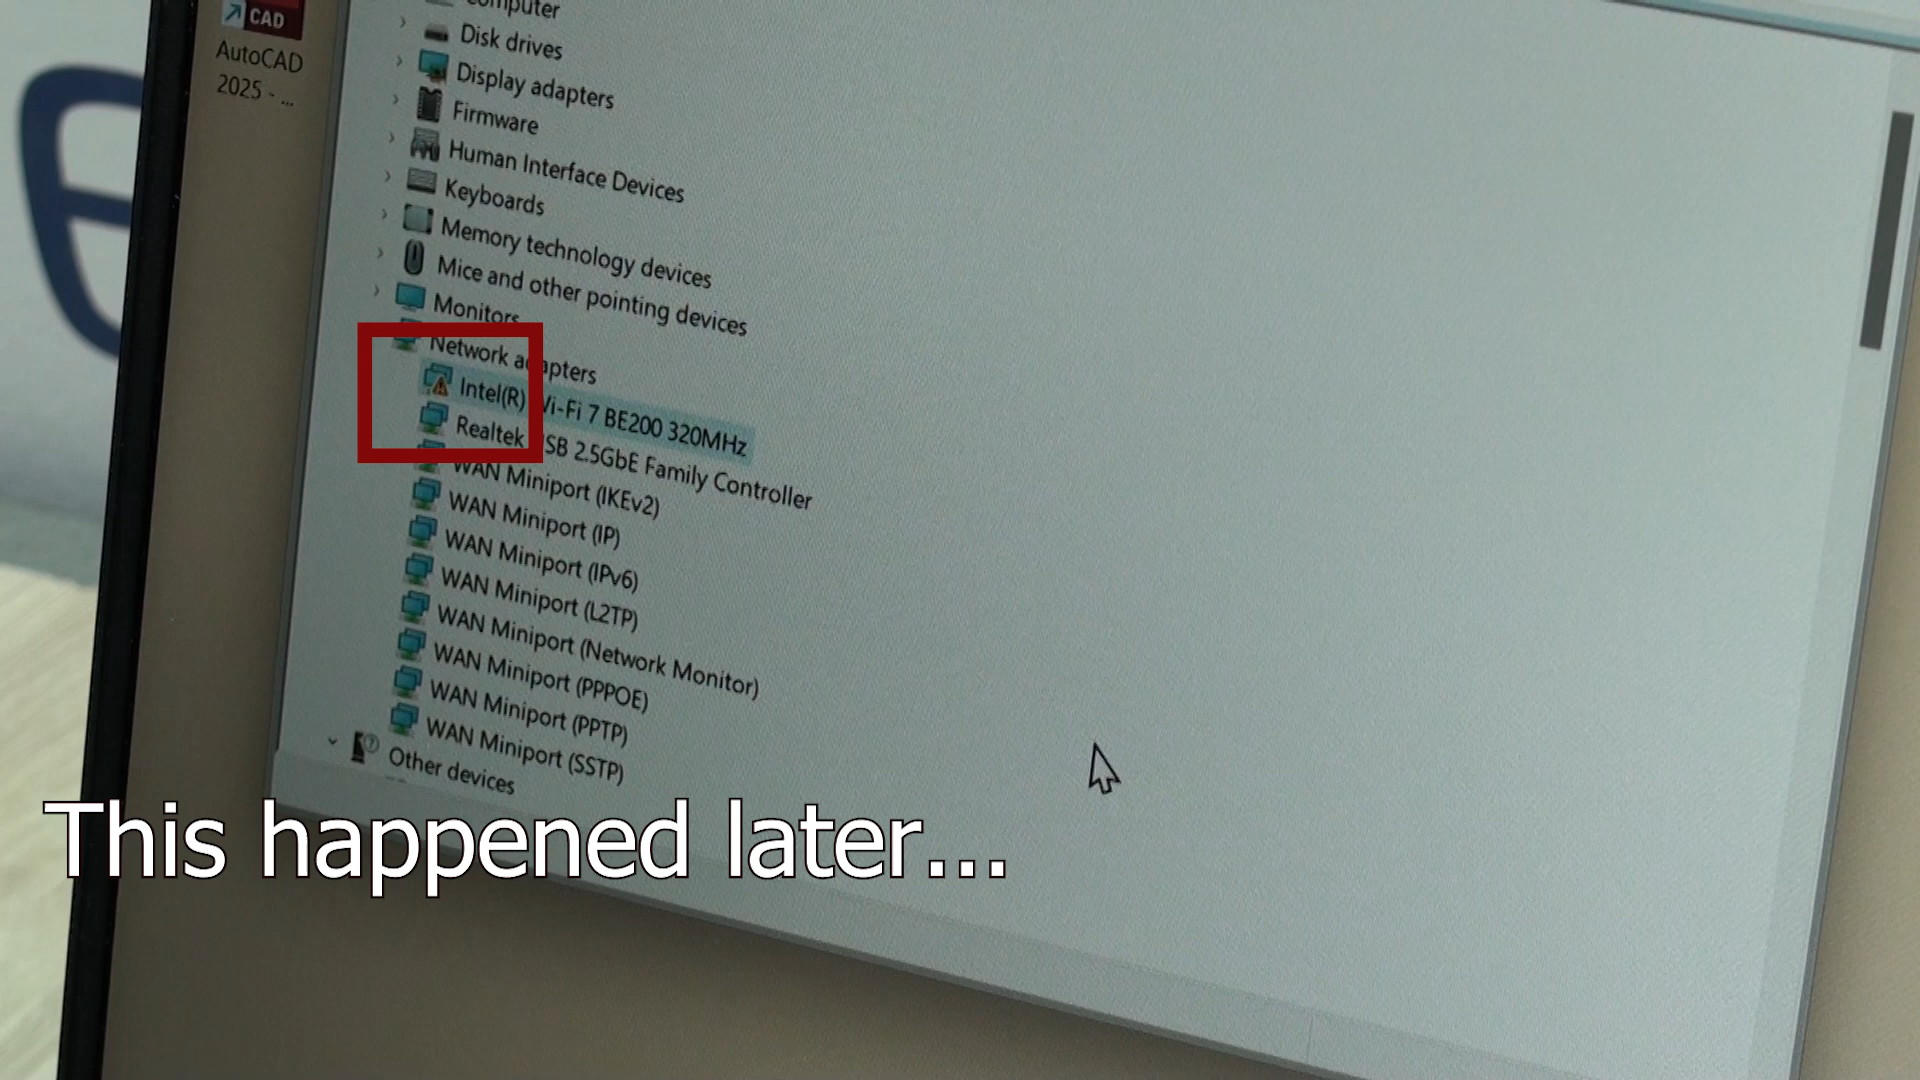 CAD
AutoCAD
2025 - ...
Computer
Disk drives
Display adapters
Firmware
Human Interface Devices
Keyboards
Memory technology devices
Mice and other pointing devices
Monitors
Network adapters
Intel(R) Wi-Fi 7 BE200 320MHz
Realtek USB 2.5GbE Family Controller
WAN Miniport (IKEv2)
WAN Miniport (IP)
WAN Miniport (IPv6)
WAN Miniport (L2TP)
WAN Miniport (Network Monitor)
WAN Miniport (PPPOE)
WAN Miniport (PPTP)
WAN Miniport (SSTP)
Other devices
This happened later...